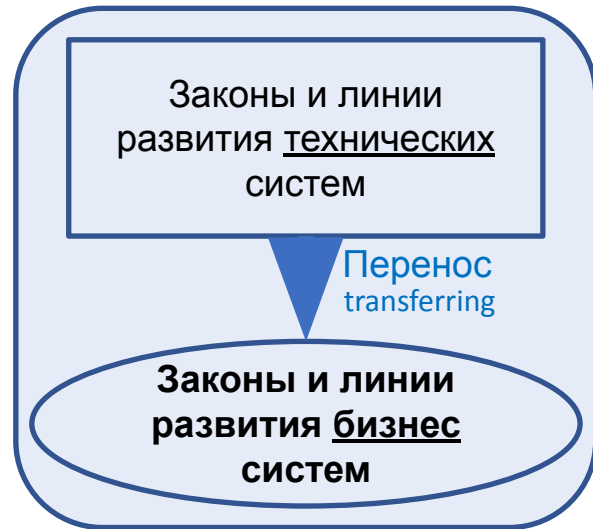 Законы и линии
развития технических
систем
Перенос
transferring
Законы и линии
развития бизнес
систем